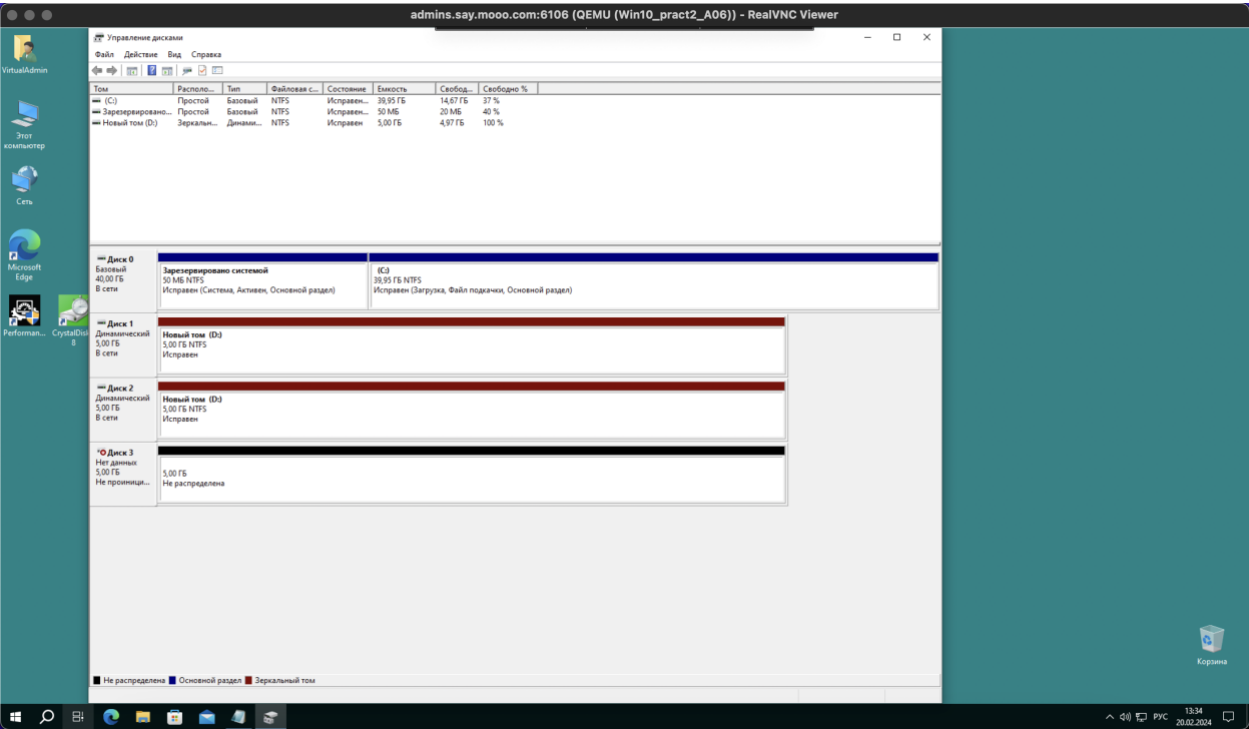 admins.say.mooo.com:6106 (QEMU (Win10_pract2_A06)) - RealVNC Viewer
VirtualAdmin
Этот
компьютер
Сеть
Microsoft
Edge
Performan...
CrystalDisk
8
Управление дисками
Файл Действие Вид Справка
Том Располо... Тип Файловая с... Состояние Емкость Свобод... Свободно %
(C:) Простой Базовый NTFS Исправен... 39,95 ГБ 14,67 ГБ 37 %
Зарезервировано... Простой Базовый NTFS Исправен... 50 МБ 20 МБ 40 %
Новый том (D:) Зеркальн... Динами... NTFS Исправен 5,00 ГБ 4,97 ГБ 100 %
Диск 0
Базовый
40,00 ГБ
В сети
Зарезервировано системой
50 МБ NTFS
Исправен (Система, Активен, Основной раздел)
(C:)
39,95 ГБ NTFS
Исправен (Загрузка, Файл подкачки, Основной раздел)
Диск 1
Динамический
5,00 ГБ
В сети
Новый том (D:)
5,00 ГБ NTFS
Исправен
Диск 2
Динамический
5,00 ГБ
В сети
Новый том (D:)
5,00 ГБ NTFS
Исправен
Диск 3
Нет данных
5,00 ГБ
Не проиници...
5,00 ГБ
Не распределена
Не распределена Основной раздел Зеркальный том
Корзина
РУС
13:34
20.02.2024